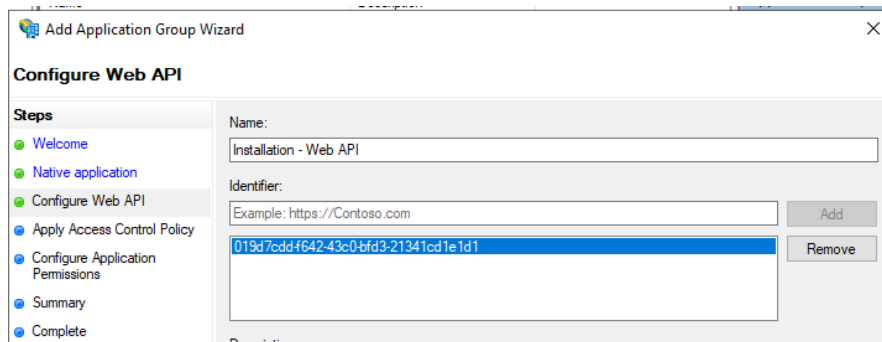 Name
Description
Add Application Group Wizard
Configure Web API
Steps
Welcome
Native application
Configure Web API
Apply Access Control Policy
Configure Application
Permissions
Summary
Complete
Name:
Installation - Web API
Identifier:
Example: https://Contoso.com
Add
019d7cdd-f642-43c0-bfd3-21341cd1e1d1
Remove